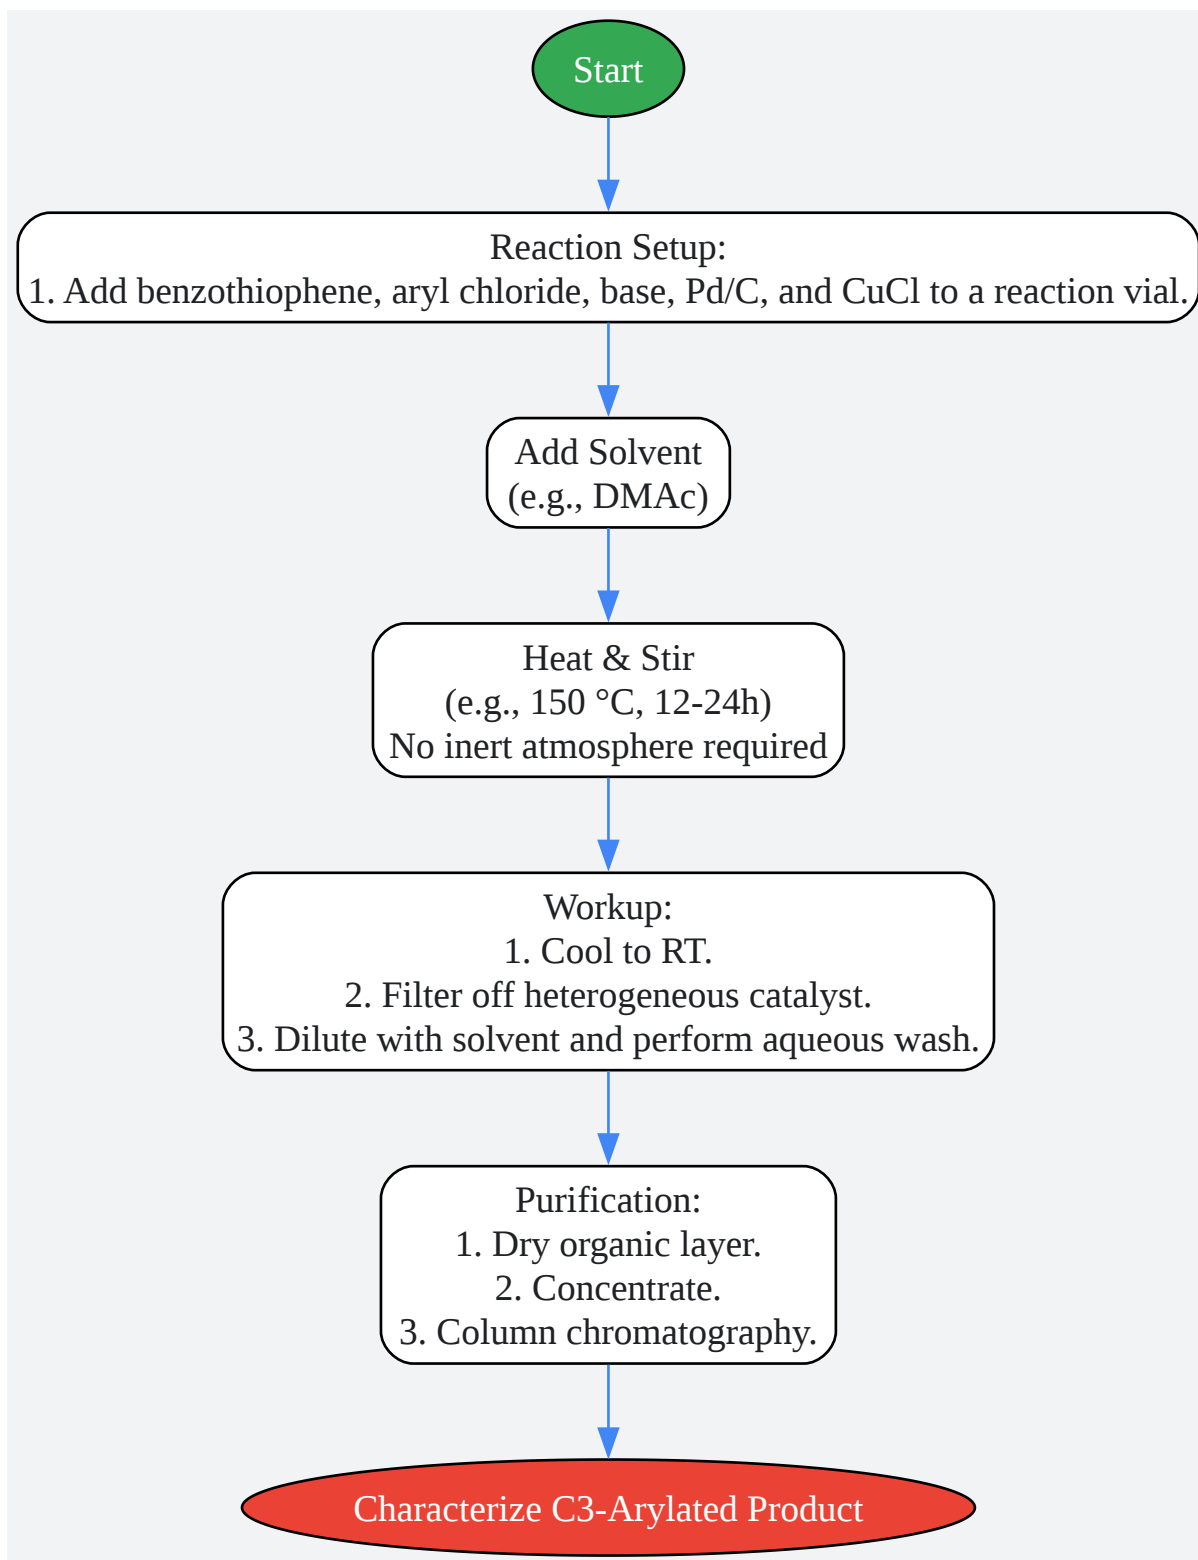 Start
Reaction Setup:
1. Add benzothiophene, aryl chloride, base, Pd/C, and CuCl to a reaction vial.
Add Solvent
(e.g., DMAc)
Heat & Stir
(e.g., 150 °C, 12-24h)
No inert atmosphere required
Workup:
1. Cool to RT.
2. Filter off heterogeneous catalyst.
3. Dilute with solvent and perform aqueous wash.
Purification:
1. Dry organic layer.
2. Concentrate.
3. Column chromatography.
Characterize C3-Arylated Product